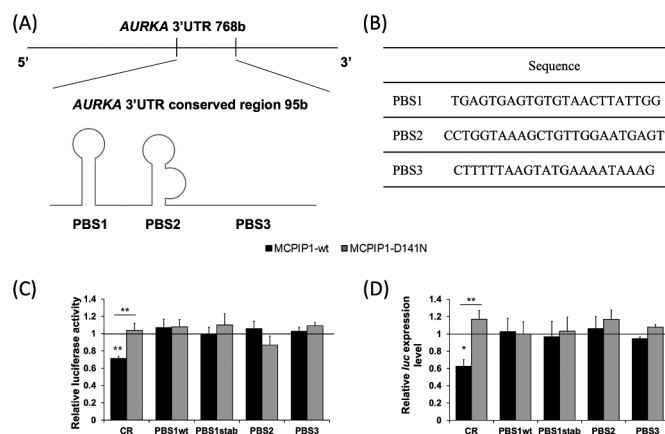 (A)
AURKA 3'UTR 768b
5'
3'
AURKA 3'UTR conserved region 95b
PBS1 PBS2 PBS3
(B)
Sequence
PBS1 TGAGTGAGTGTGTAACTTATTGG
PBS2 CCTGGTAAAGCTGTTGGAATGAGT
PBS3 CTTTTTAAGTATGAAAATAAAG
MCPIP1-wt MCPIP1-D141N
(C)
Relative luciferase activity
1.4
1.2
1
0.8
0.6
0.4
0.2
0
**
**
CR PBS1wt PBS1stab PBS2 PBS3
(D)
Relative luc expression
level
1.4
1.2
1
0.8
0.6
0.4
0.2
0
**
*
CR PBS1wt PBS1stab PBS2 PBS3